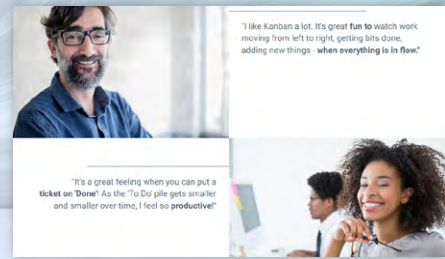 "I like Kanban a lot. It's great fun to watch work
moving from left to right, getting bits done,
adding new things - when everything is in flow."
"It's a great feeling when you can put a
ticket on 'Done'! As the 'To Do' pile gets smaller
and smaller over time, I feel so productive!"